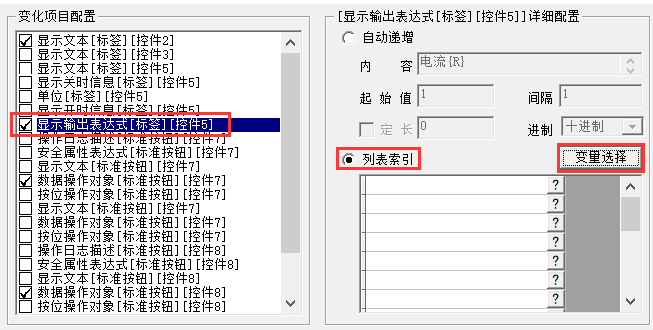 变化项目配置
显示文本[标签][控件2]
显示文本[标签][控件3]
显示文本[标签][控件5]
显示关时信息[标签][控件5]
单位[标签][控件5]
显示开时信息[标签][控件5]
显示输出表达式[标签][控件5]
操作日志描述[标准按钮][控件7]
安全属性表达式[标准按钮][控件7]
显示文本[标准按钮][控件7]
数据操作对象[标准按钮][控件7]
按位操作对象[标准按钮][控件7]
显示文本[标准按钮][控件7]
数据操作对象[标准按钮][控件7]
按位操作对象[标准按钮][控件7]
操作日志描述[标准按钮][控件8]
安全属性表达式[标准按钮][控件8]
显示文本[标准按钮][控件8]
数据操作对象[标准按钮][控件8]
按位操作对象[标准按钮][控件8]
[显示输出表达式[标签][控件5]]详细配置
自动递增
内 容 电流{R}
起 始 值 1 间隔 1
定 长 0 进制 十进制
列表索引 变量选择
?
?
?
?
?
?
?